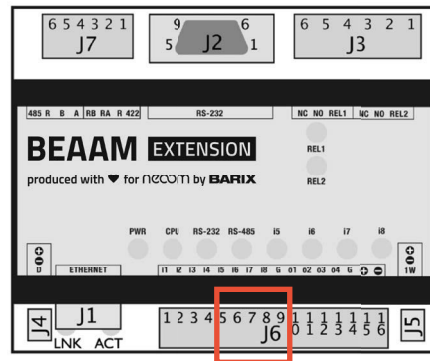 6 5 4 3 2 1
J7
9 6
5 J2 1
6 5 4 3 2 1
J3
485 R B A RB RA R 422
RS-232
NC NO REL1 NC NO REL2
BEAAM EXTENSION
REL1
produced with ♥ for necom by BARIX
REL2
PWR CPU RS-232 RS-485 i5 i6 i7 i8
ETHERNET
I1 I2 I3 I4 I5 I6 I7 I8 G o1 o2 o3 o4 G
1W
J4
J1
LNK ACT
1 2 3 4 5 6 7 8 9 10 11 12 13 14 15 16
J6
J5